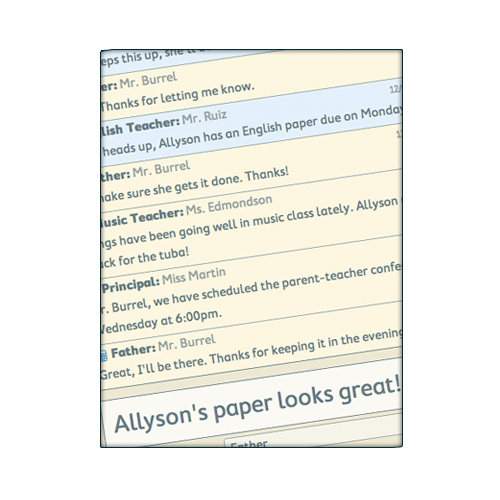 eps this up, she'll
er: Mr. Burrel
Thanks for letting me know.
lish Teacher: Mr. Ruiz 12/
heads up, Allyson has an English paper due on Monday
ther: Mr. Burrel 1
make sure she gets it done. Thanks!
usic Teacher: Ms. Edmondson
ngs have been going well in music class lately. Allyson
ck for the tuba!
Principal: Miss Martin
r. Burrel, we have scheduled the parent-teacher confe
Wednesday at 6:00pm.
Father: Mr. Burrel
Great, I'll be there. Thanks for keeping it in the evening
Allyson's paper looks great!
Father